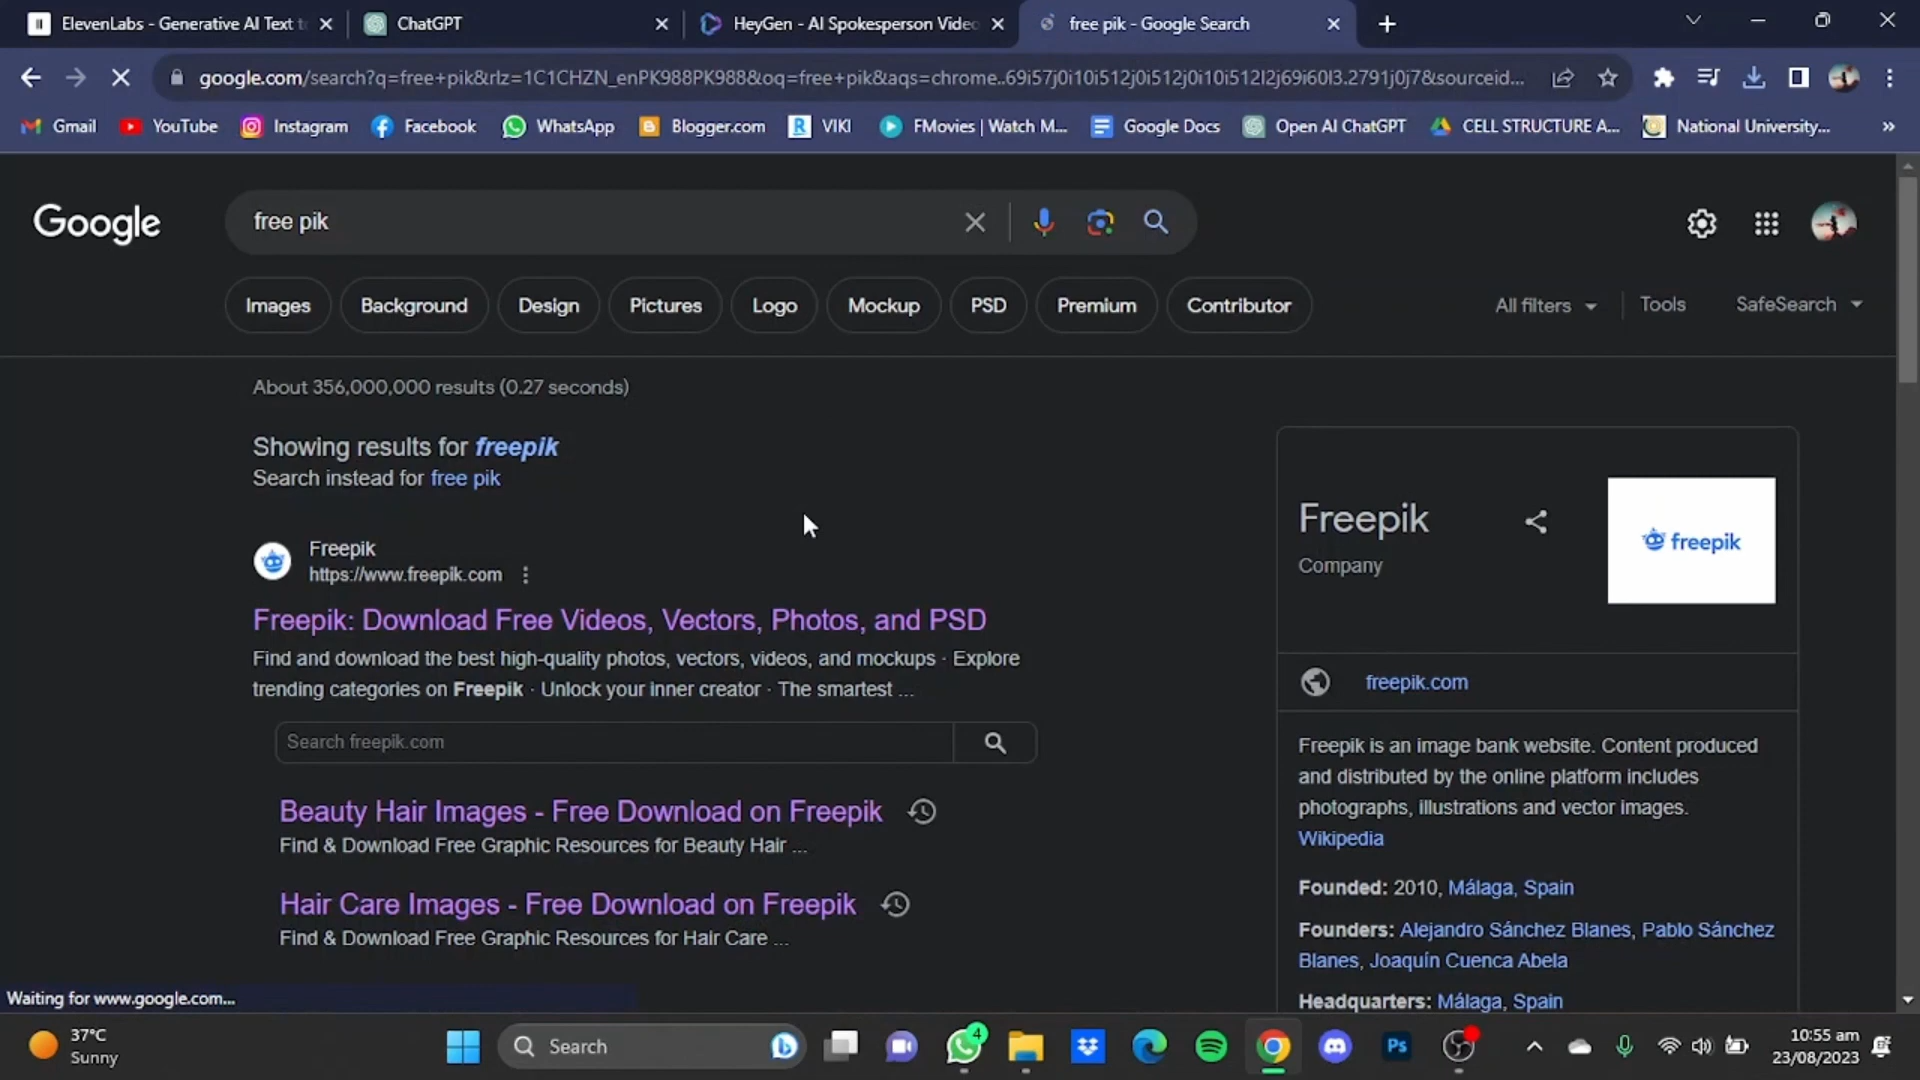 ElevenLabs - Generative AI Text t
ChatGPT
HeyGen - AI Spokesperson Video
free pik - Google Search
google.com/search?q=free+pik&rlz=1C1CHZN_enPK988PK988&oq=free+pik&aqs=chrome..69i57j0i10i512j0i512j0i10i512l2j69i60l3.2791j0j7&sourceid...
Gmail
YouTube
Instagram
Facebook
WhatsApp
Blogger.com
VIKI
FMovies | Watch M...
Google Docs
Open AI ChatGPT
CELL STRUCTURE A...
National University...
Google
free pik
Images
Background
Design
Pictures
Logo
Mockup
PSD
Premium
Contributor
All filters
Tools
SafeSearch
About 356,000,000 results (0.27 seconds)
Showing results for freepik
Search instead for free pik
Freepik
https://www.freepik.com
Freepik: Download Free Videos, Vectors, Photos, and PSD
Find and download the best high-quality photos, vectors, videos, and mockups · Explore
trending categories on Freepik · Unlock your inner creator · The smartest ...
Search freepik.com
Beauty Hair Images - Free Download on Freepik
Find & Download Free Graphic Resources for Beauty Hair ...
Hair Care Images - Free Download on Freepik
Find & Download Free Graphic Resources for Hair Care ...
Freepik
Company
freepik
freepik.com
Freepik is an image bank website. Content produced
and distributed by the online platform includes
photographs, illustrations and vector images.
Wikipedia
Founded: 2010, Málaga, Spain
Founders: Alejandro Sánchez Blanes, Pablo Sánchez
Blanes, Joaquín Cuenca Abela
Headquarters: Málaga, Spain
Waiting for www.google.com...
37°C
Sunny
Search
4
Ps
10:55 am
23/08/2023